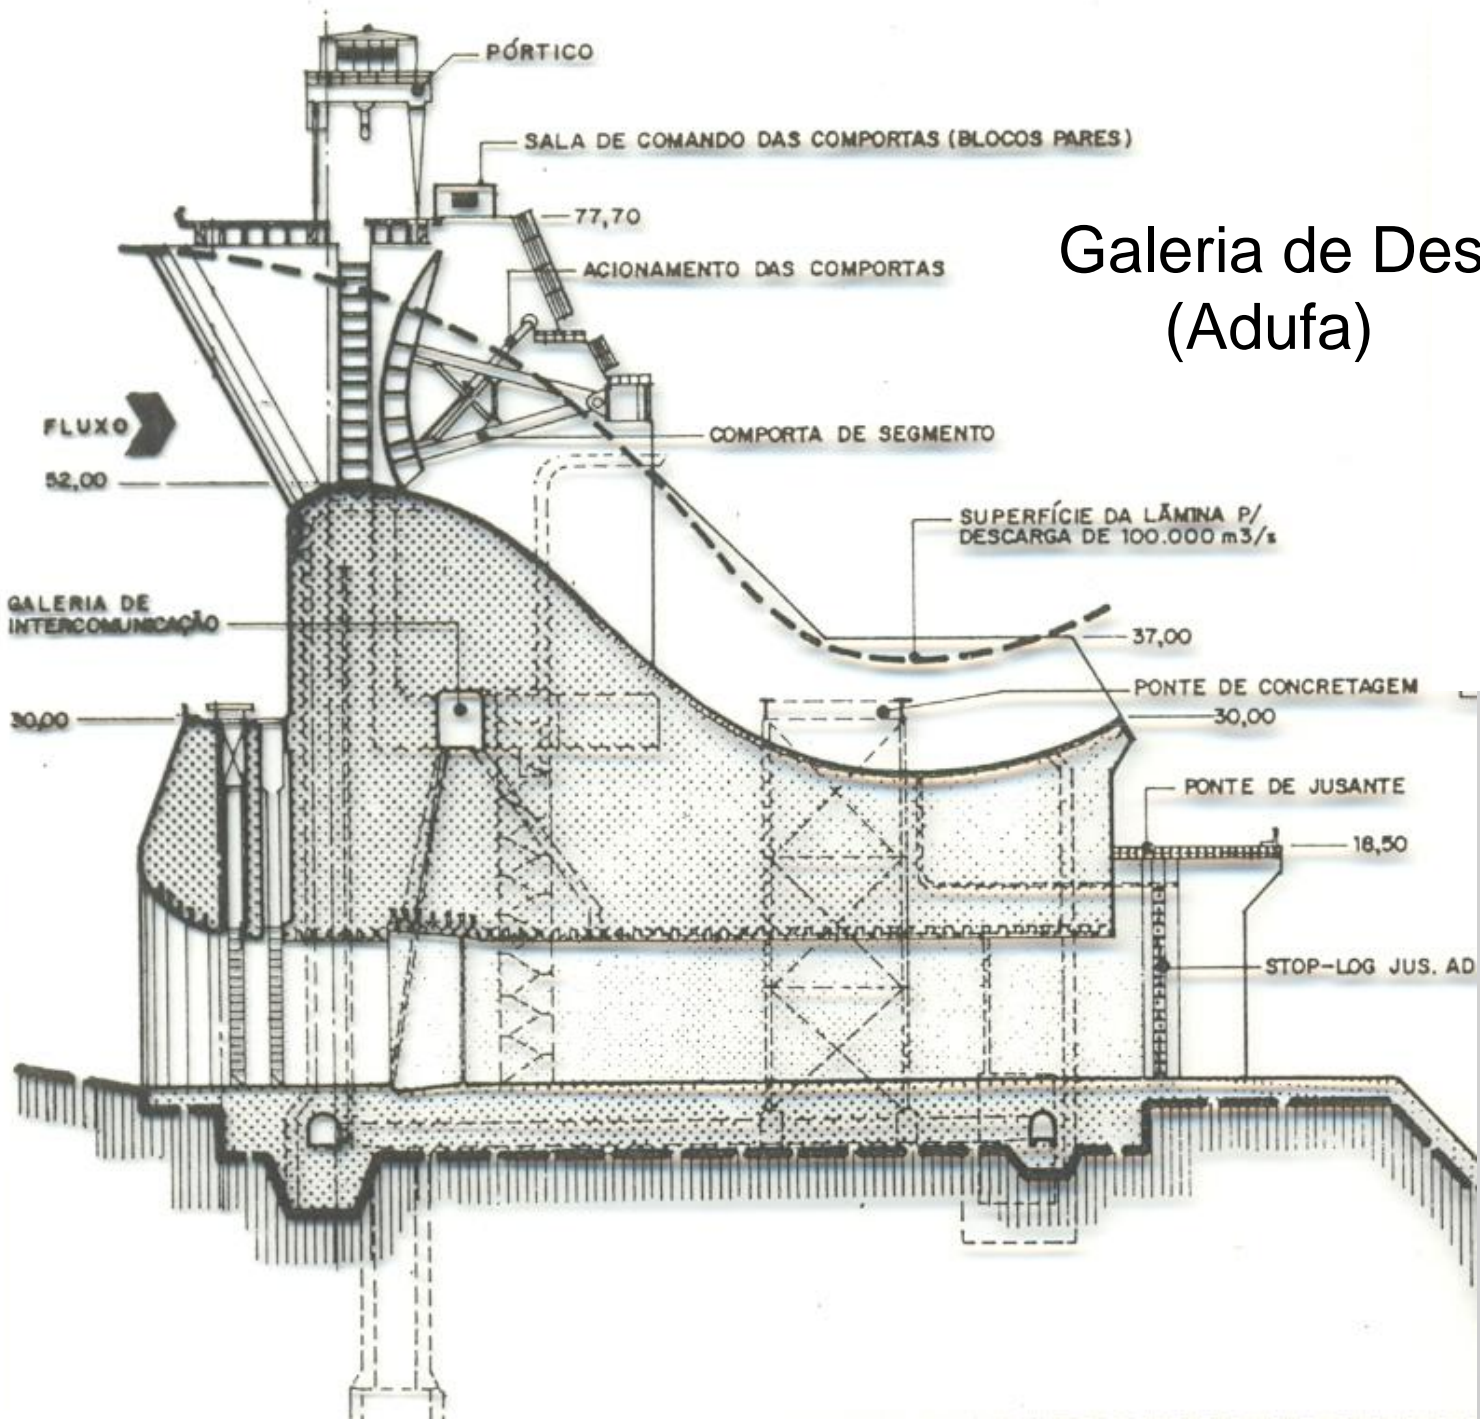 PÓRTICO
SALA DE COMANDO DAS COMPORTAS (BLOCOS PARES)
77,70
Galeria de Des
(Adufa)
ACIONAMENTO DAS COMPORTAS
FLUXO
COMPORTA DE SEGMENTO
52,00
SUPERFÍCIE DA LÂMINA P/
DESCARGA DE 100.000 m3/s
GALERIA DE
INTERCOMUNICAÇÃO
37,00
PONTE DE CONCRETAGEM
30,00
30,00
PONTE DE JUSANTE
18,50
STOP-LOG JUS. AD